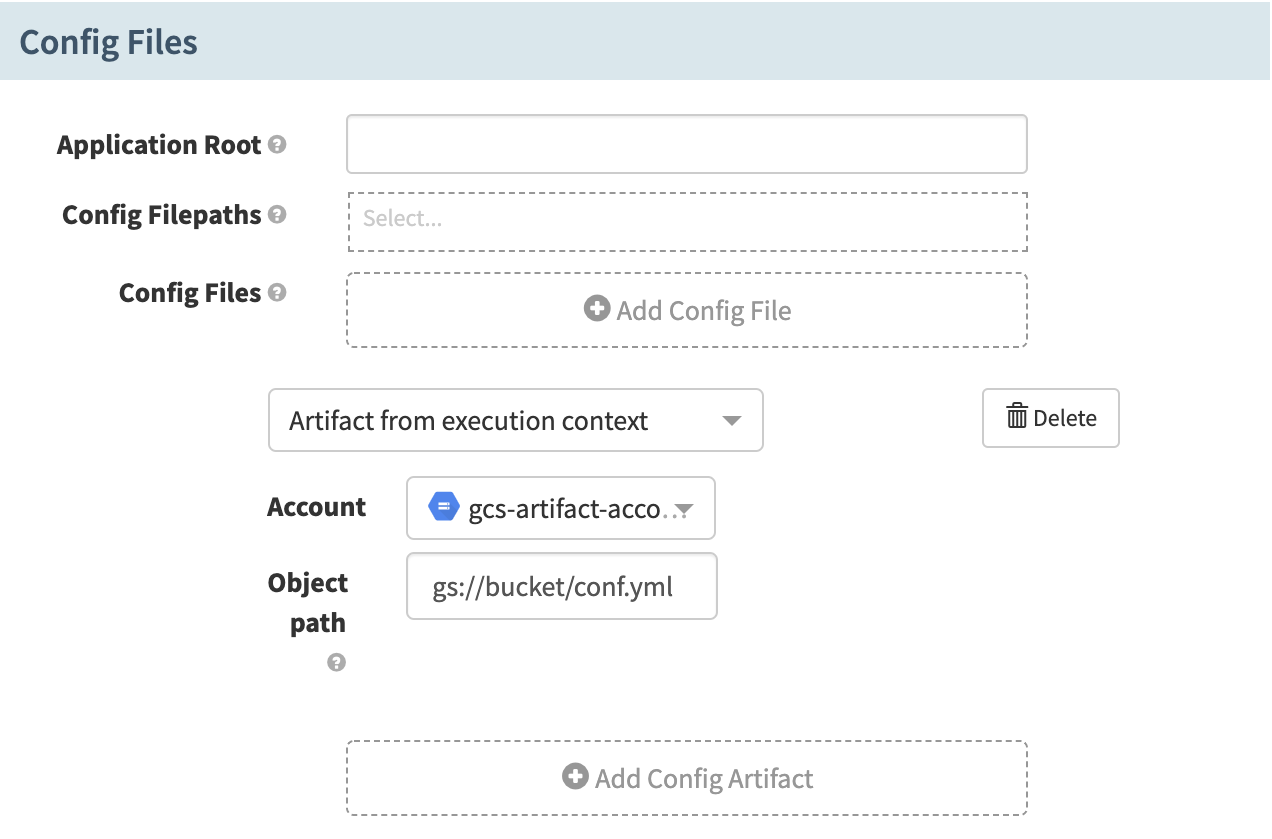 Config Files
Application Root ?
Config Filepaths ?
Select...
Config Files ?
Add Config File
Artifact from execution context
Delete
Account
gcs-artifact-acco...
Object
path
gs://bucket/conf.yml
?
Add Config Artifact